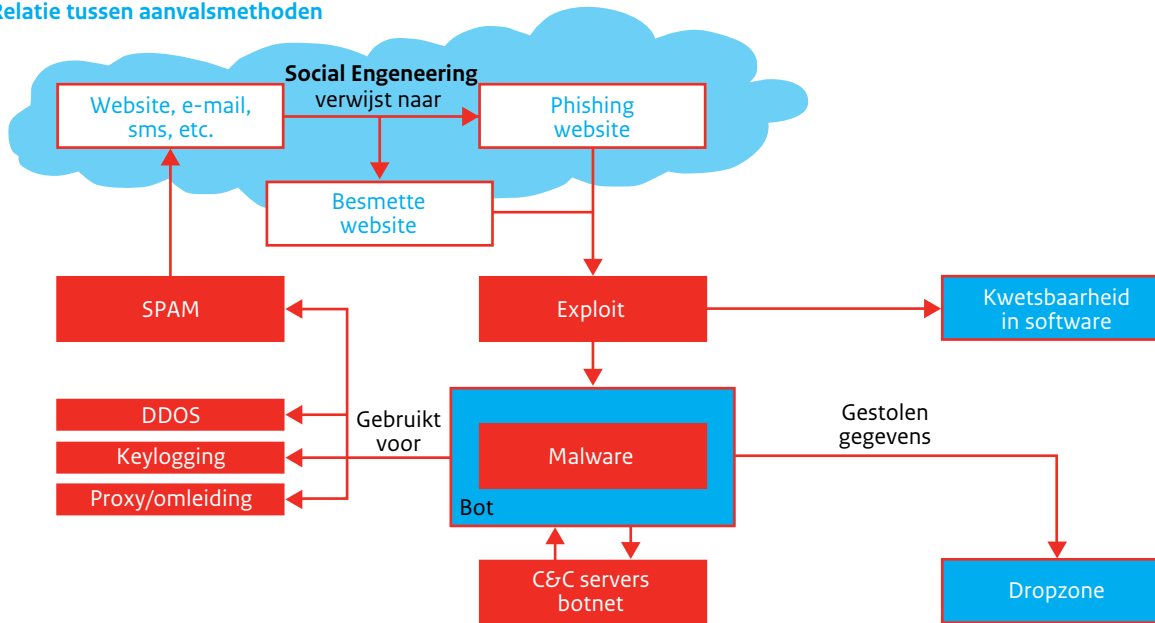 Relatie tussen aanvalsmethoden
Social Engeneering
verwijst naar
Website, e-mail,
sms, etc.
Phishing
website
Besmette
website
SPAM
Exploit
Kwetsbaarheid
in software
DDOS
Keylogging
Proxy/omleiding
Gebruikt
voor
Malware
Bot
Gestolen
gegevens
C&C servers
botnet
Dropzone